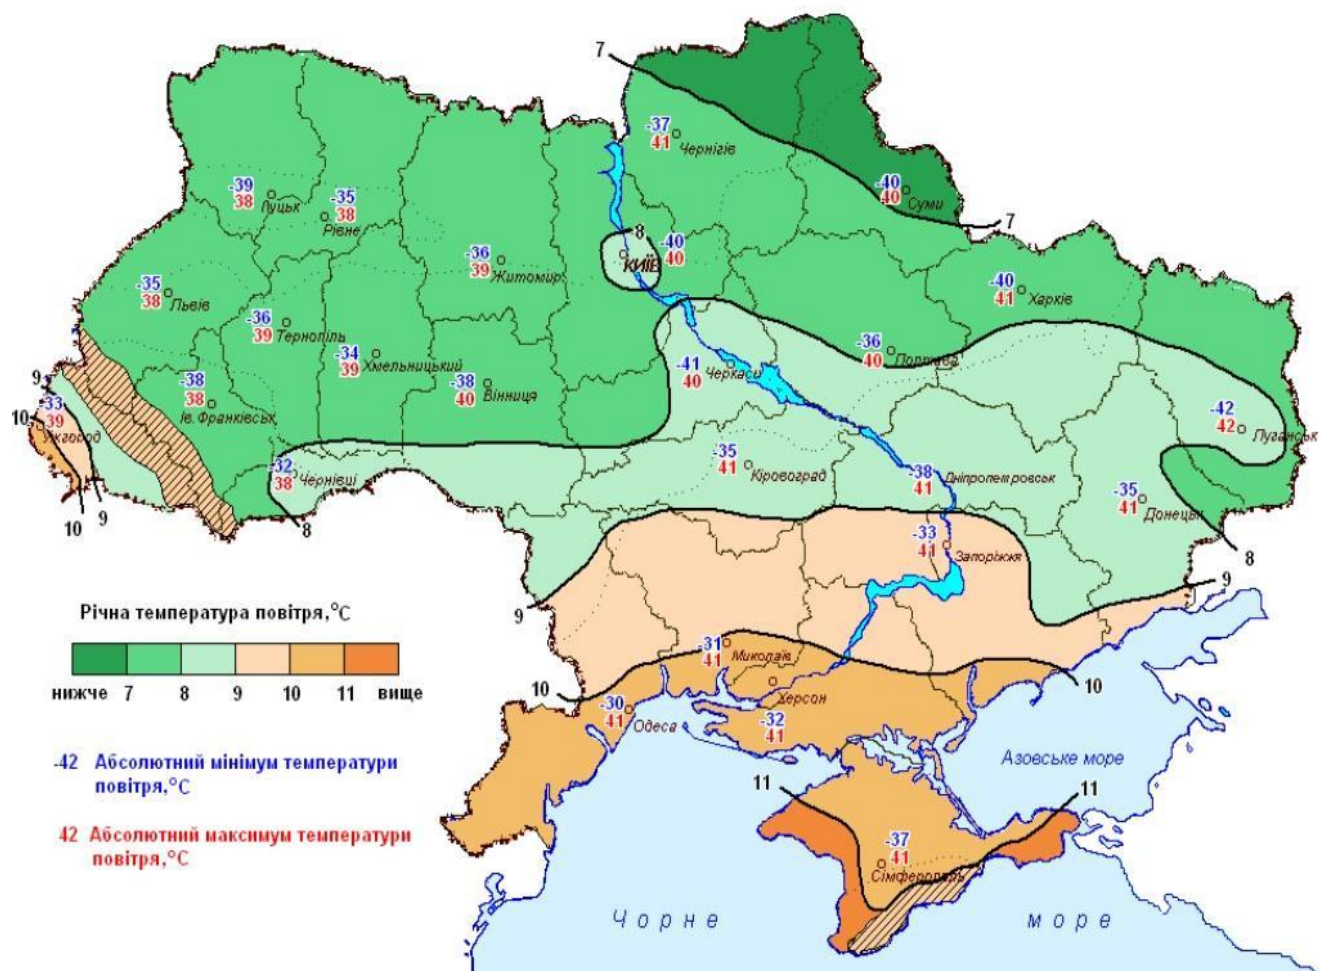 7
-37
41
Чернігів
-39
38
Луцьк
-35
38
Рівне
-40
40
Суми
7
8
КИЇВ
-40
40
-36
39
Житомир
-35
38
Львів
-40
41
Харків
-36
39
Тернопіль
-34
39
Хмельницький
-36
40
Полтава
-41
40
Черкаси
-38
40
Вінниця
-38
38
Ів. Франківськ
9
-33
39
Ужгород
10
-42
42
Луганськ
-35
41
Кіровоград
-32
38
Чернівці
-38
41
Дніпропетровськ
-35
41
Донецьк
10
9
8
8
-33
41
Запоріжжя
9
9
Річна температура повітря,°С
нижче 7 8 9 10 11 вище
-31
41
Миколаїв
10
10
Херсон
-30
41
Одеса
-32
41
-42 Абсолютний мінімум температури
повітря,°С
42 Абсолютний максимум температури
повітря,°С
Азовське море
11
11
-37
41
Сімферополь
Чорне море